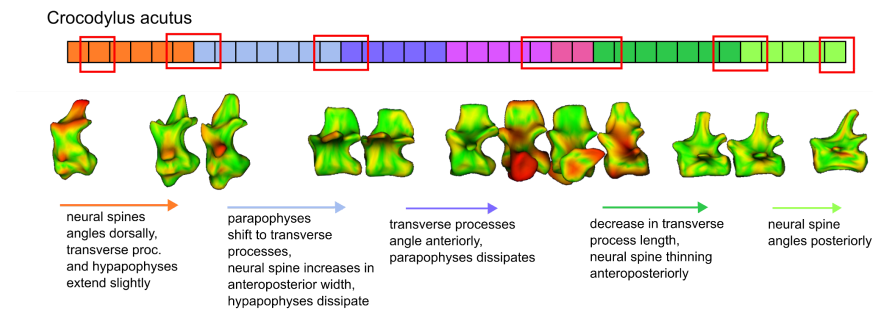 Crocodylus acutus
neural spines
angles dorsally,
transverse proc.
and hypapophyses
extend slightly
parapophyses
shift to transverse
processes,
neural spine increases in
anteroposterior width,
hypapophyses dissipate
transverse processes
angle anteriorly,
parapophyses dissipates
decrease in transverse
process length,
neural spine thinning
anteroposteriorly
neural spine
angles posteriorly